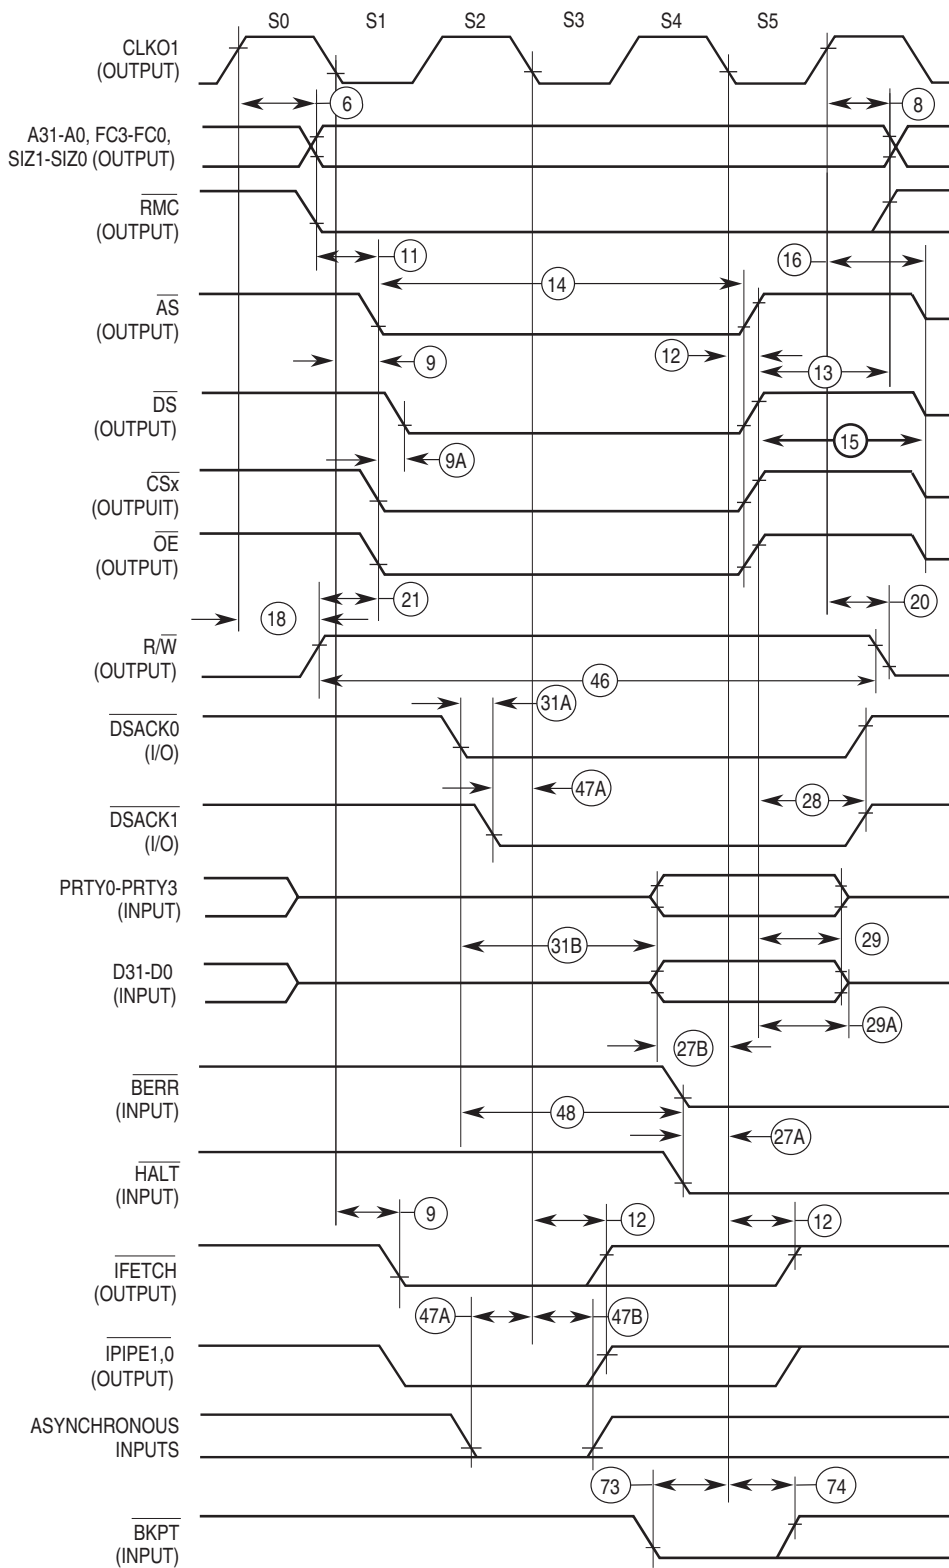 S0 S1 S2 S3 S4 S5
CLKO1
(OUTPUT)
6 8
A31-A0, FC3-FC0,
SIZ1-SIZ0 (OUTPUT)
RMC
(OUTPUT)
11 16
14
AS
(OUTPUT)
9 12 13
DS
(OUTPUT)
15
9A
CSx
(OUTPUIT)
OE
(OUTPUT)
18 21 20
R/W
(OUTPUT)
46
31A
DSACK0
(I/O)
47A 28
DSACK1
(I/O)
PRTY0-PRTY3
(INPUT)
31B 29
D31-D0
(INPUT)
29A
27B
BERR
(INPUT)
48
27A
HALT
(INPUT)
9 12 12
IFETCH
(OUTPUT)
47A 47B
IPIPE1,0
(OUTPUT)
ASYNCHRONOUS
INPUTS
73 74
BKPT
(INPUT)